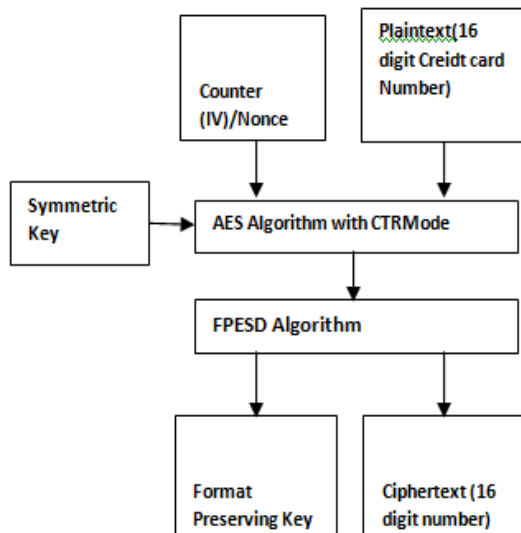 Counter
(IV)/Nonce
Plaintext(16
digit Creidt card
Number)
Symmetric
Key
AES Algorithm with CTRMode
FPESD Algorithm
Format
Preserving Key
Ciphertext (16
digit number)